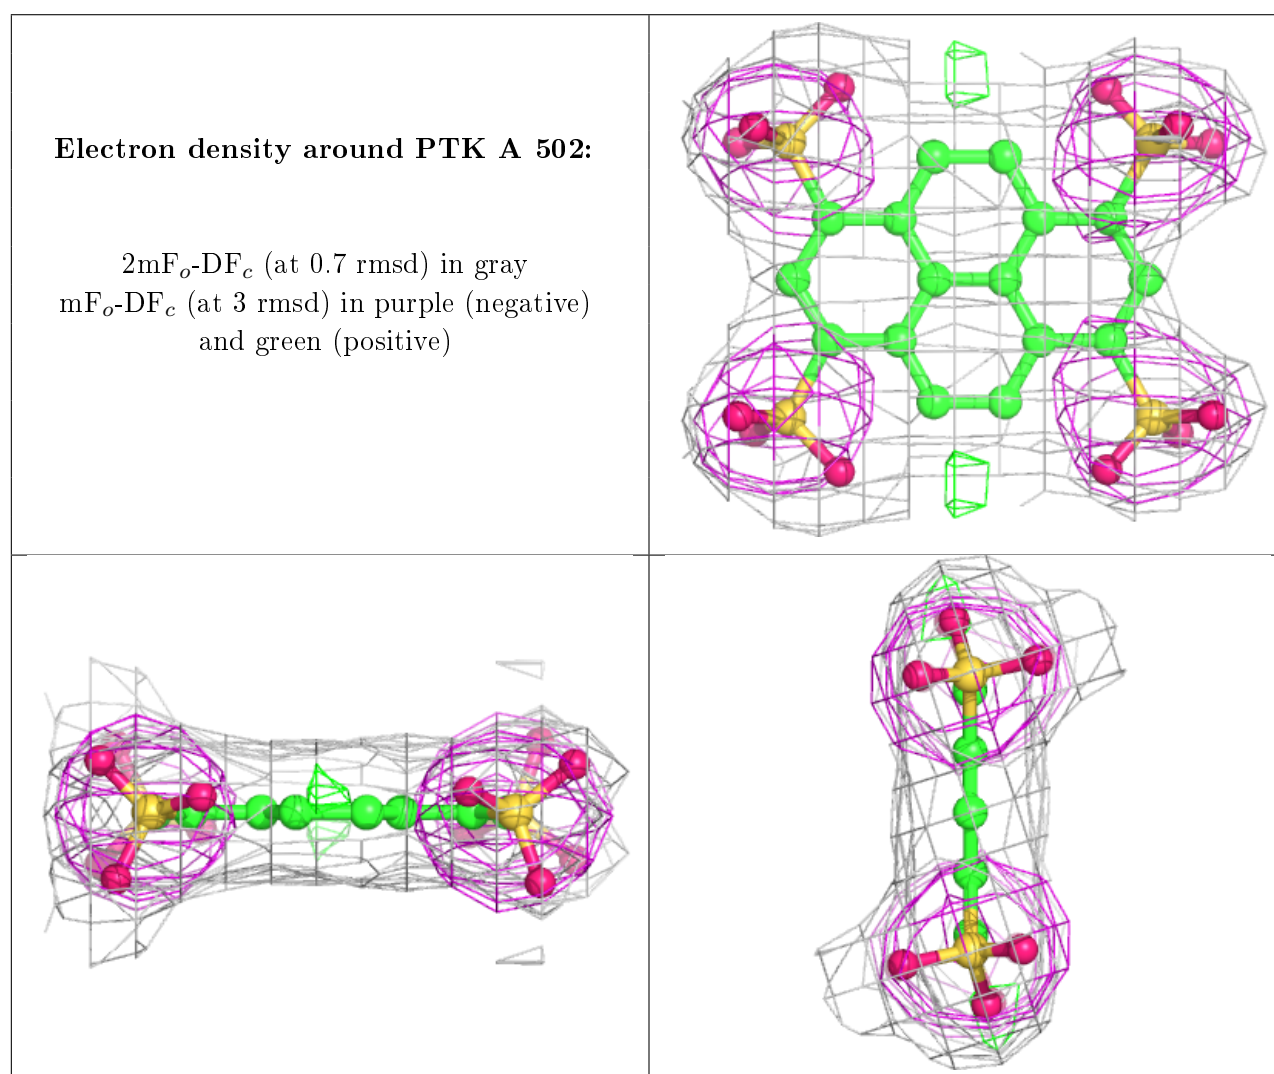 Electron density around PTK A 502:
2mFo-DFc (at 0.7 rmsd) in gray
mFo-DFc (at 3 rmsd) in purple (negative)
and green (positive)